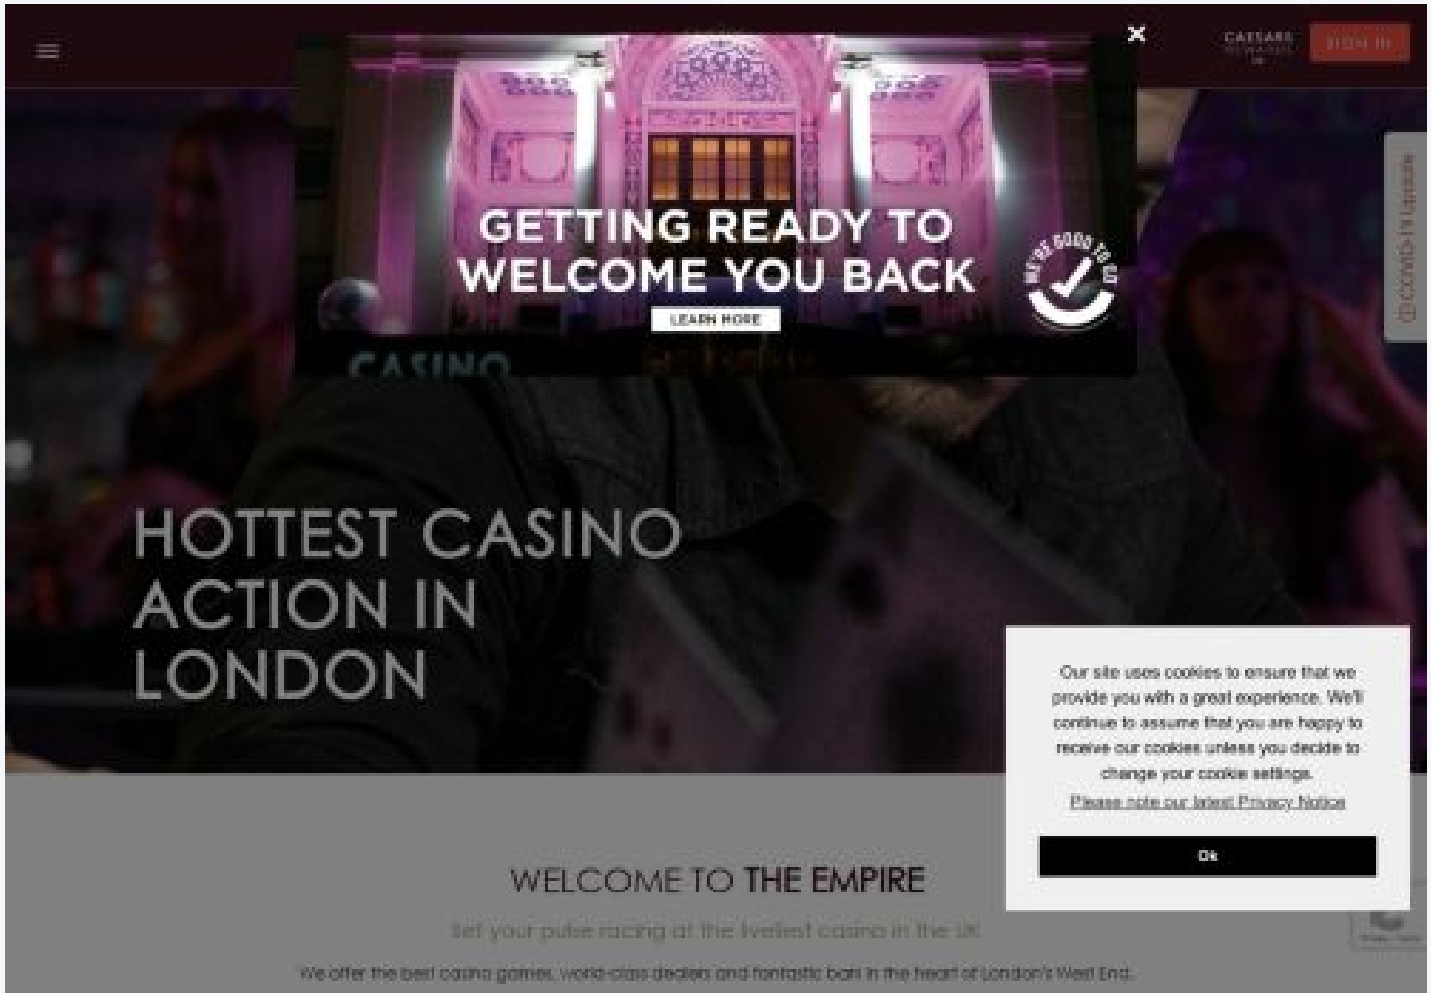 CAESARS
REWARDS
UK
SIGN IN
GETTING READY TO
WELCOME YOU BACK
LEARN MORE
WE'RE GOOD TO GO
CASINO
COVID-19 Update
HOTTEST CASINO
ACTION IN
LONDON
Our site uses cookies to ensure that we
provide you with a great experience. We'll
continue to assume that you are happy to
receive our cookies unless you decide to
change your cookie settings.
Please note our latest Privacy Notice
Ok
WELCOME TO THE EMPIRE
Set your pulse racing at the liveliest casino in the UK
We offer the best casino games, world-class dealers and fantastic bars in the heart of London's West End.